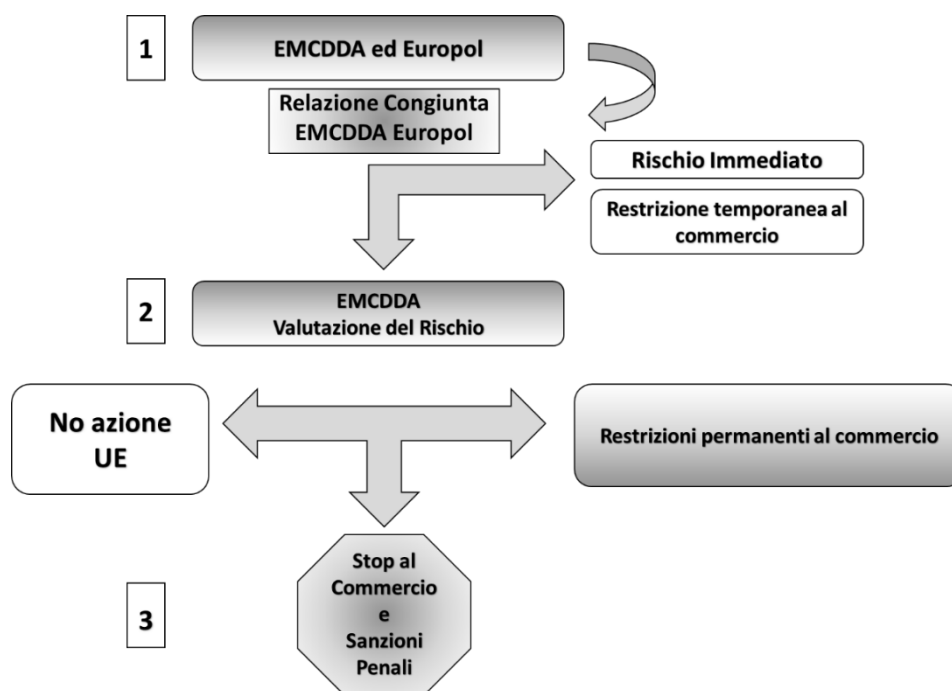 1
EMCDDA ed Europol
Relazione Congiunta
EMCDDA Europol
Rischio Immediato
Restrizione temporanea al
commercio
2
EMCDDA
Valutazione del Rischio
No azione
UE
Restrizioni permanenti al commercio
3
Stop al
Commercio
e
Sanzioni
Penali